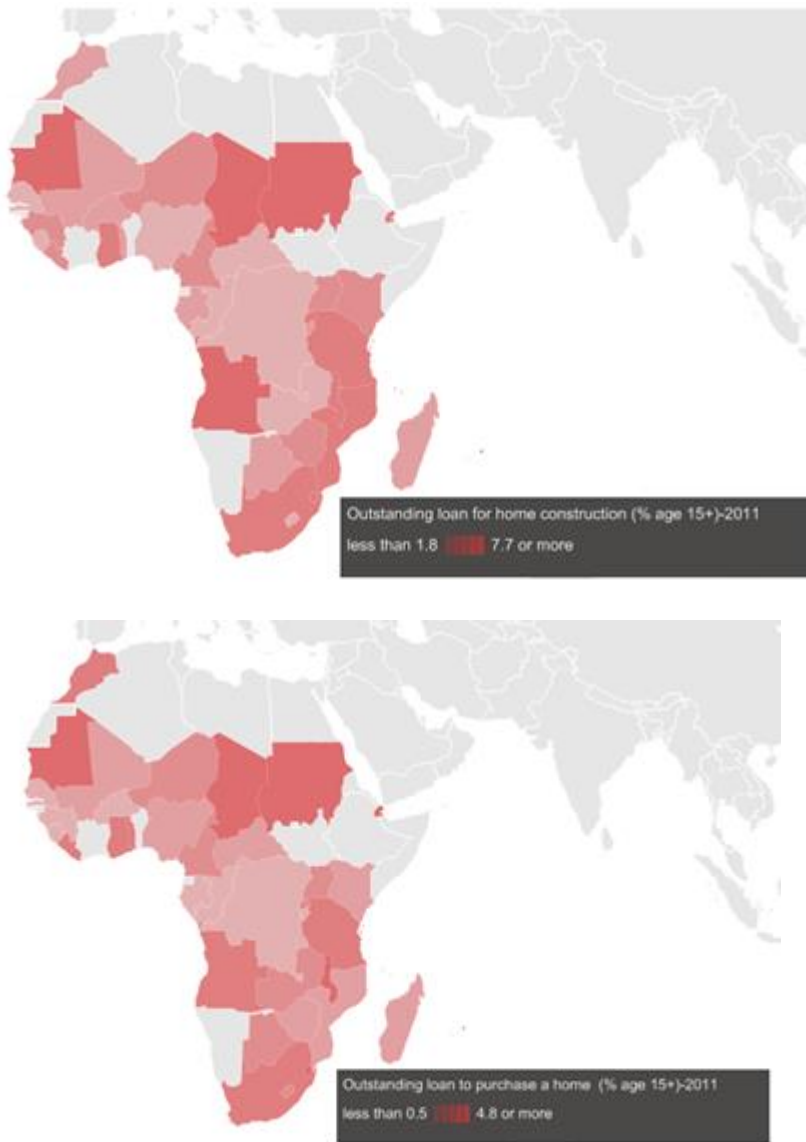 Outstanding loan for home construction (% age 15+)-2011
less than 1.8 7.7 or more
Outstanding loan to purchase a home (% age 15+)-2011
less than 0.5 4.8 or more